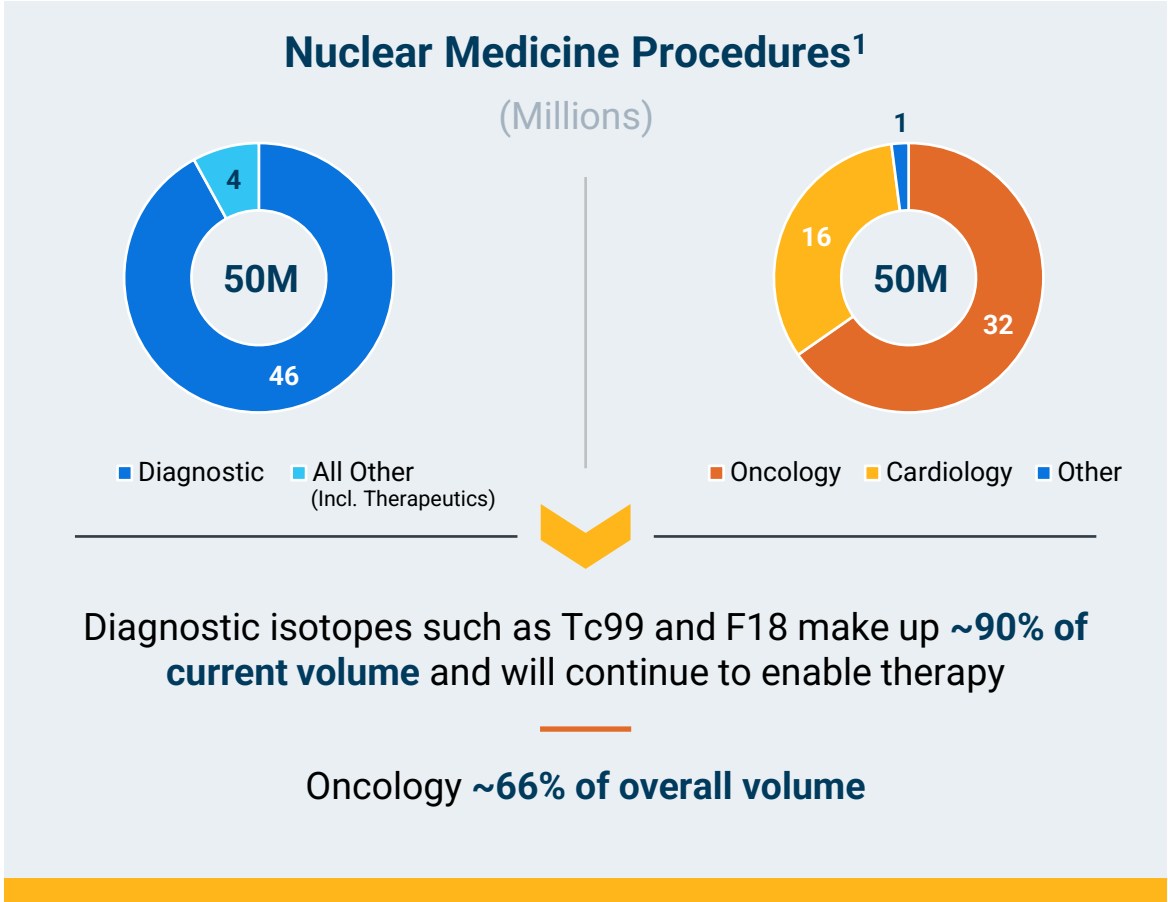 Nuclear Medicine Procedures¹
(Millions)
4
50M
46
Diagnostic
All Other
(Incl. Therapeutics)
1
16
50M
32
Oncology
Cardiology
Other
Diagnostic isotopes such as Tc99 and F18 make up ~90% of
current volume and will continue to enable therapy
Oncology ~66% of overall volume